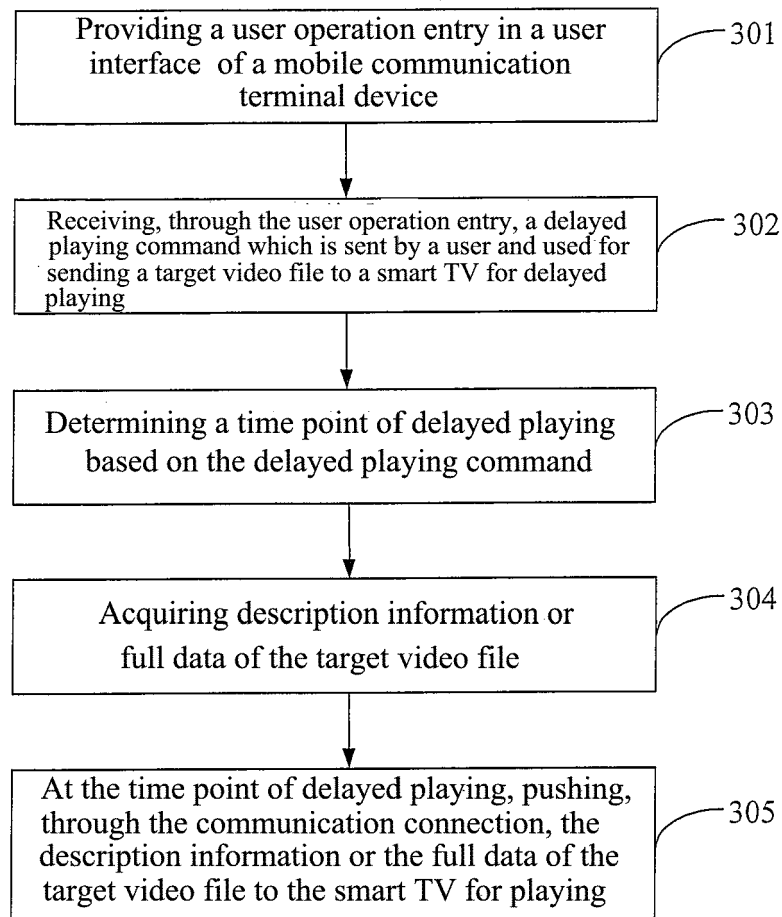 Providing a user operation entry in a user
interface of a mobile communication
terminal device
301
Receiving, through the user operation entry, a delayed
playing command which is sent by a user and used for
sending a target video file to a smart TV for delayed
playing
302
Determining a time point of delayed playing
based on the delayed playing command
303
Acquiring description information or
full data of the target video file
304
At the time point of delayed playing, pushing,
through the communication connection, the
description information or the full data of the
target video file to the smart TV for playing
305